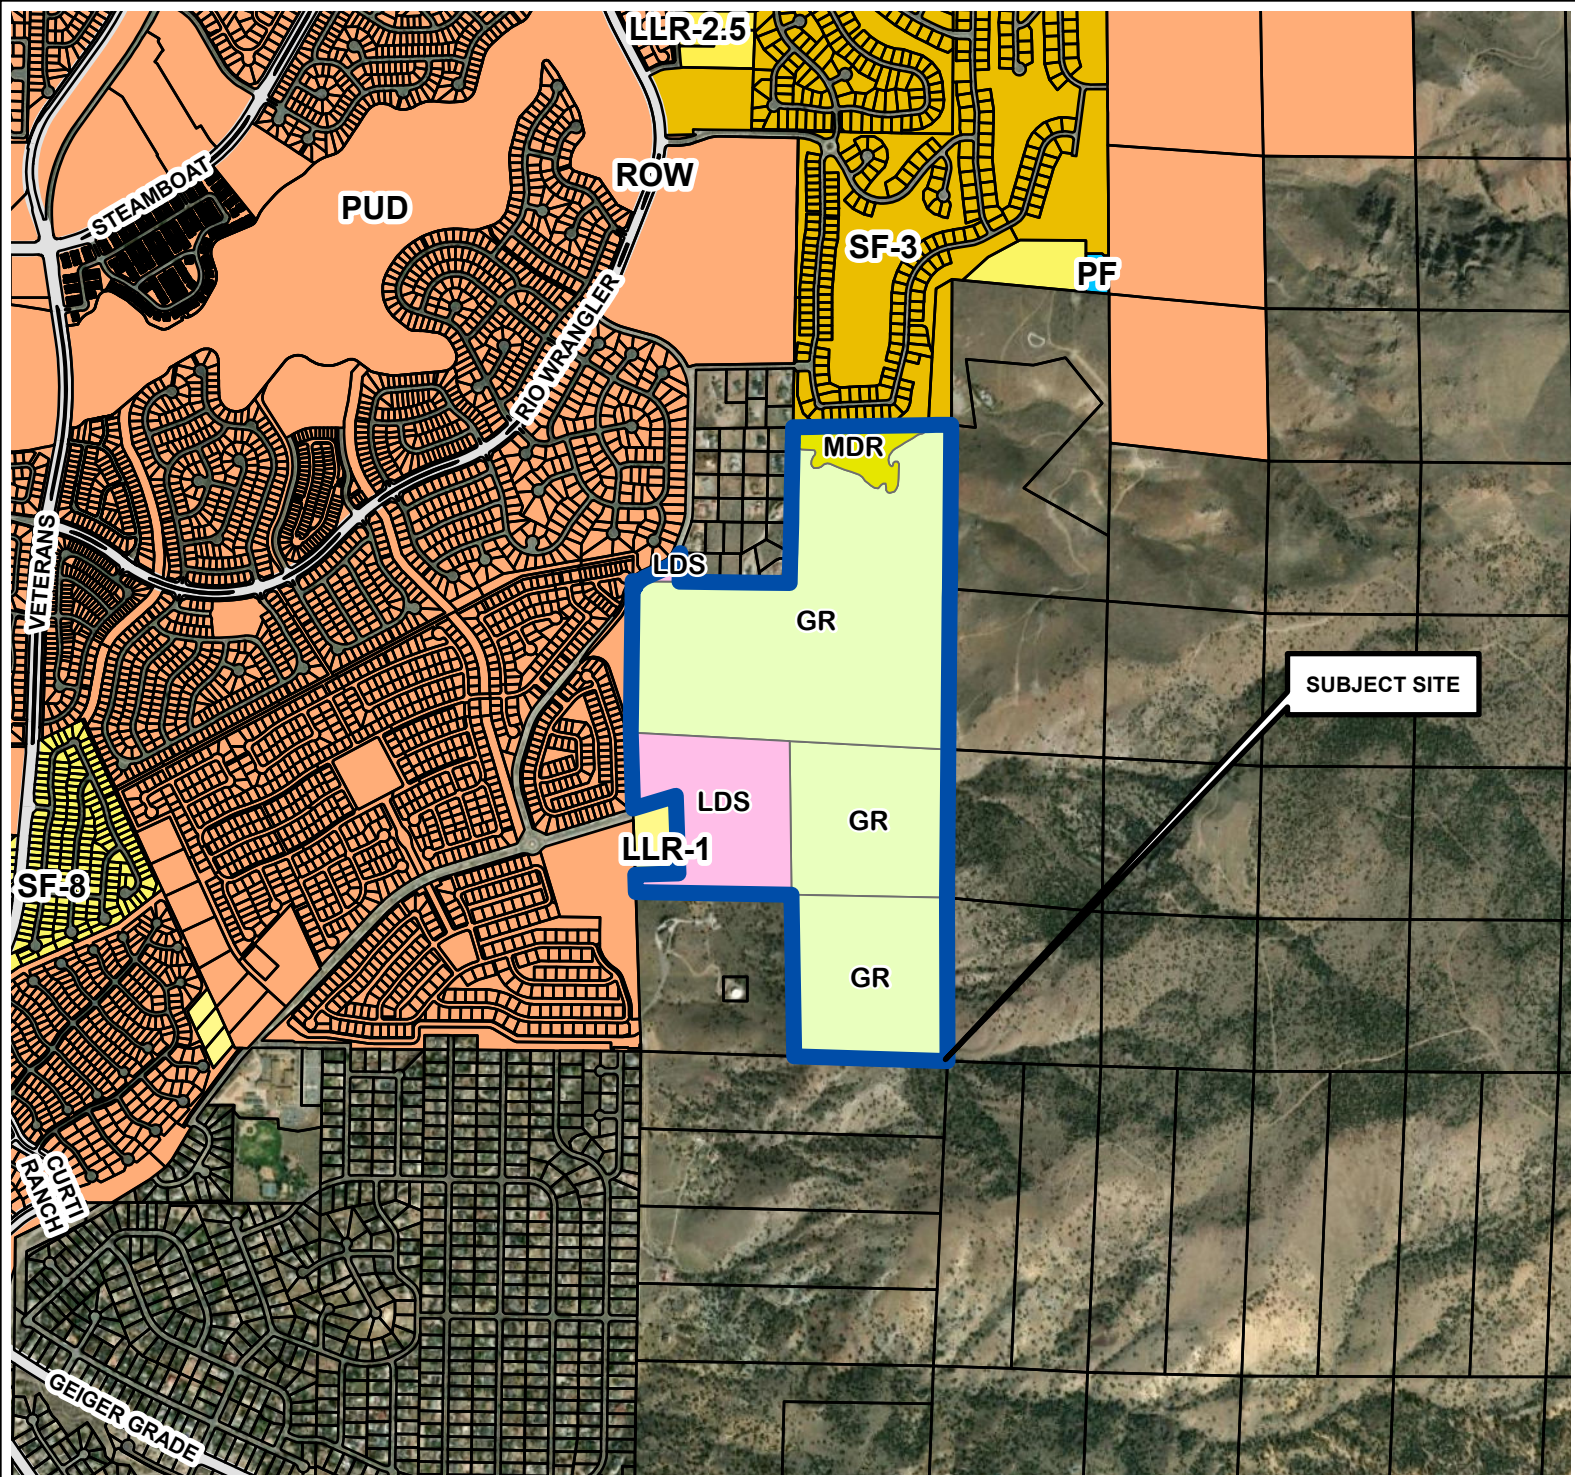 LLR-2.5
STEAMBOAT
ROW
PUD
SF-3
PF
RIO WRANGLER
MDR
VETERANS
LDS
GR
SUBJECT SITE
LDS
GR
LLR-1
SF-8
GR
CURTI
RANCH
GEIGER GRADE